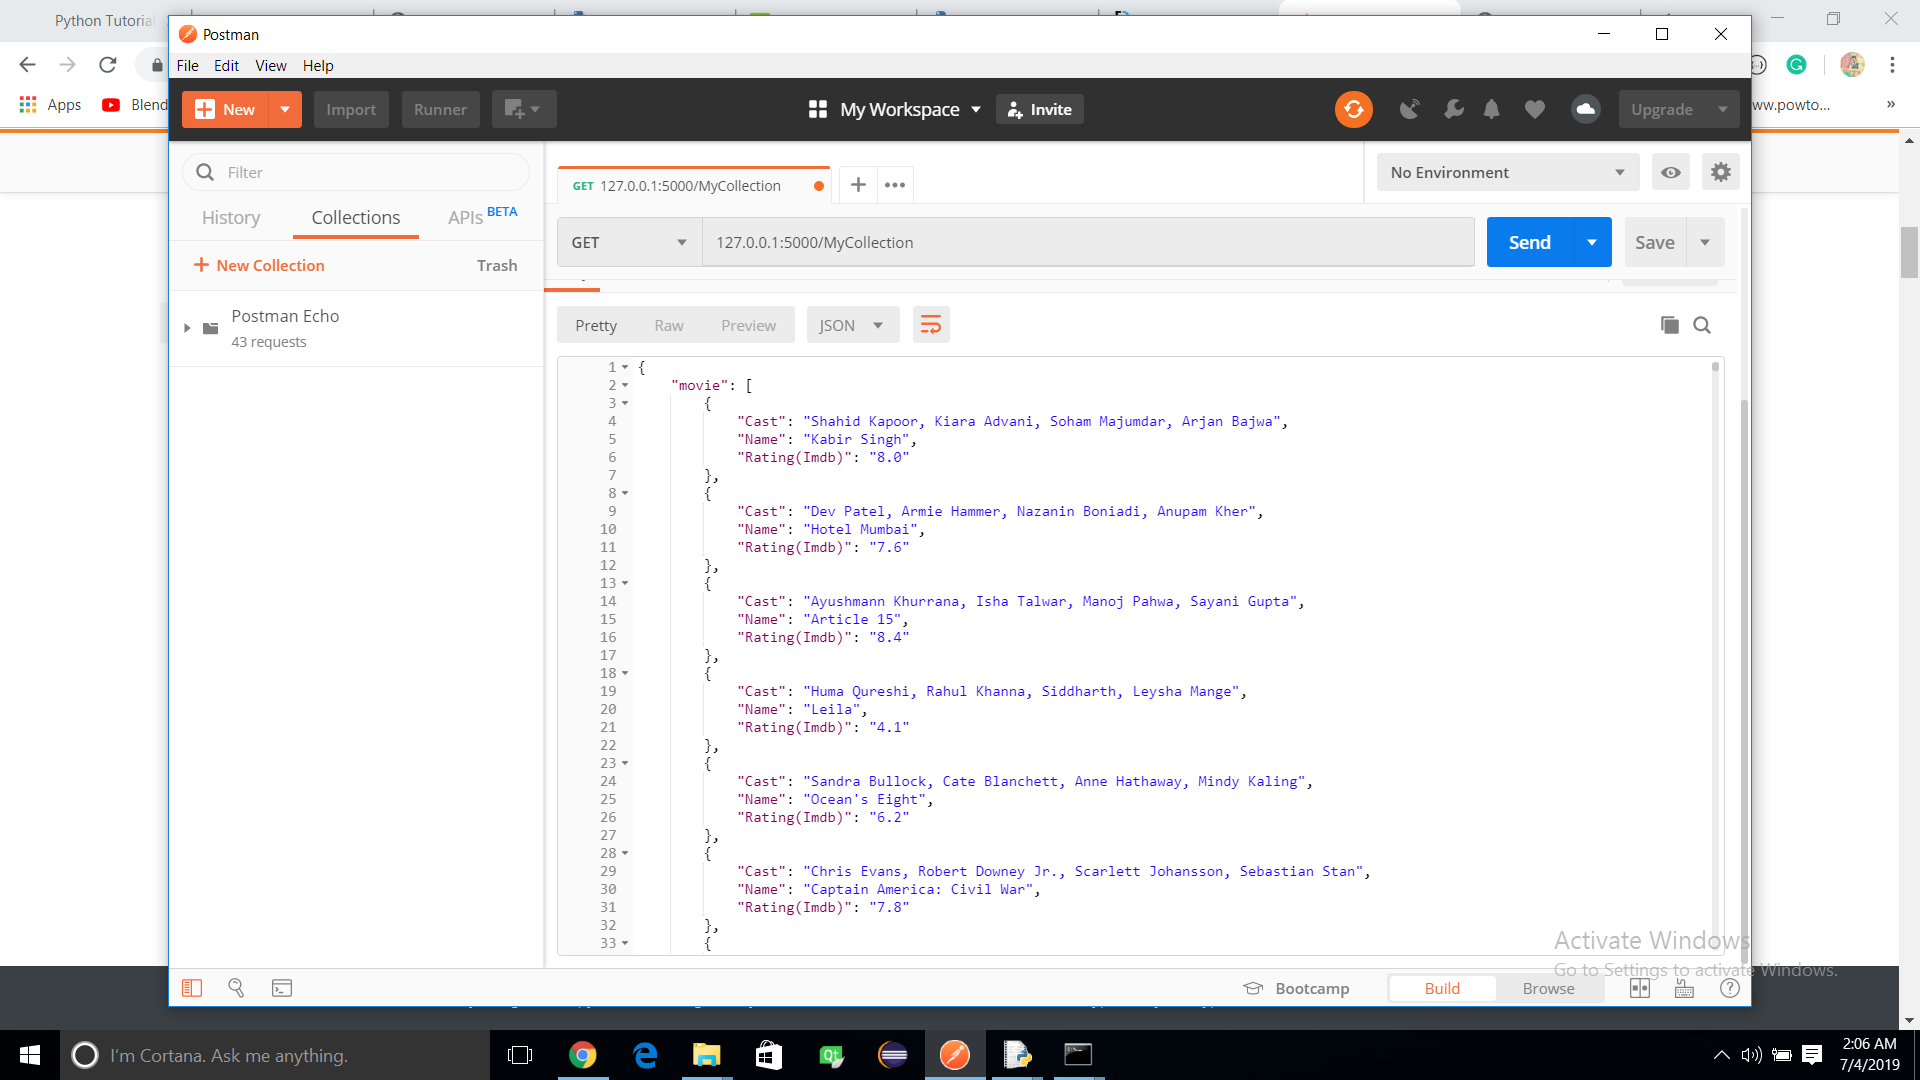 Python Tutoria
Postman
File Edit View Help
Apps Blend
ww.powto... »
New Import Runner
My Workspace Invite
Upgrade
Filter
GET 127.0.0.1:5000/MyCollection
No Environment
History Collections APIs BETA
GET 127.0.0.1:5000/MyCollection Send Save
+ New Collection Trash
Postman Echo
43 requests
Pretty Raw Preview JSON
1 {
2 "movie": [
3 {
4 "Cast": "Shahid Kapoor, Kiara Advani, Soham Majumdar, Arjan Bajwa",
5 "Name": "Kabir Singh",
6 "Rating(Imdb)": "8.0"
7 },
8 {
9 "Cast": "Dev Patel, Armie Hammer, Nazanin Boniadi, Anupam Kher",
10 "Name": "Hotel Mumbai",
11 "Rating(Imdb)": "7.6"
12 },
13 {
14 "Cast": "Ayushmann Khurrana, Isha Talwar, Manoj Pahwa, Sayani Gupta",
15 "Name": "Article 15",
16 "Rating(Imdb)": "8.4"
17 },
18 {
19 "Cast": "Huma Qureshi, Rahul Khanna, Siddharth, Leysha Mange",
20 "Name": "Leila",
21 "Rating(Imdb)": "4.1"
22 },
23 {
24 "Cast": "Sandra Bullock, Cate Blanchett, Anne Hathaway, Mindy Kaling",
25 "Name": "Ocean's Eight",
26 "Rating(Imdb)": "6.2"
27 },
28 {
29 "Cast": "Chris Evans, Robert Downey Jr., Scarlett Johansson, Sebastian Stan",
30 "Name": "Captain America: Civil War",
31 "Rating(Imdb)": "7.8"
32 },
33 {
Activate Windows
Go to Settings to activate Windows.
Bootcamp Build Browse
I'm Cortana. Ask me anything.
2:06 AM
7/4/2019